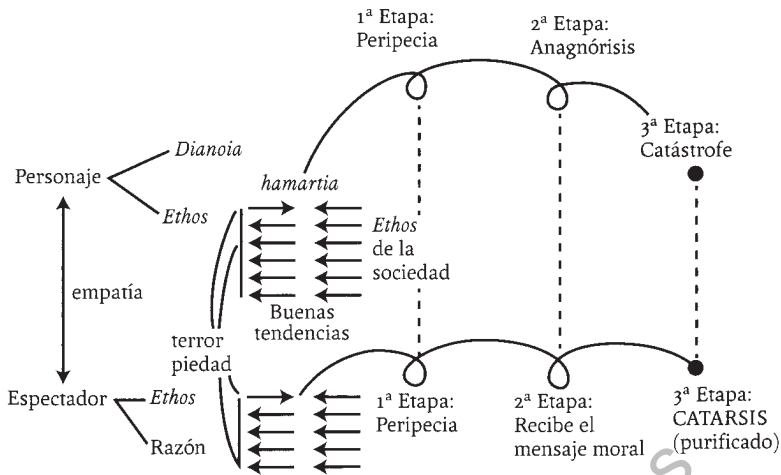 1ª Etapa:
Peripecia
2ª Etapa:
Anagnórisis
3ª Etapa:
Catástrofe
Dianoia
Personaje
Ethos
hamartia
Ethos
de la
sociedad
Buenas
tendencias
empatía
terror
piedad
Espectador
Ethos
Razón
1ª Etapa:
Peripecia
2ª Etapa:
Recibe el
mensaje moral
3ª Etapa:
CATARSIS
(purificado)